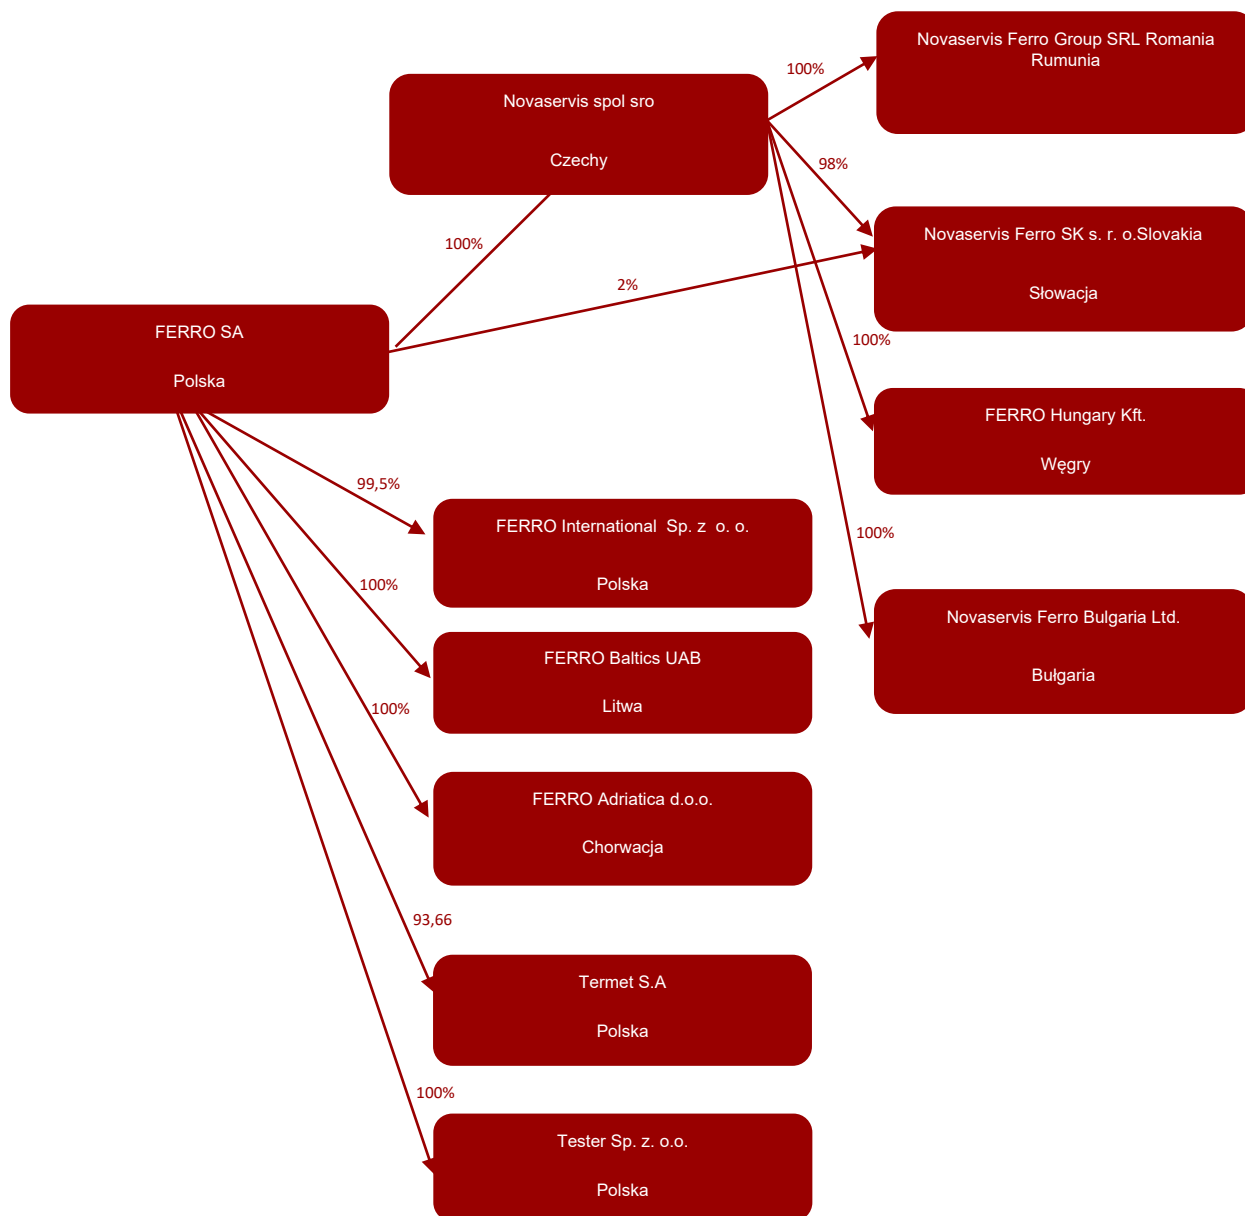 Novaservis Ferro Group SRL Romania
Rumunia
100%
Novaservis spol sro
Czechy
98%
Novaservis Ferro SK s. r. o.Slovakia
Słowacja
100%
2%
FERRO SA
Polska
100%
FERRO Hungary Kft.
Węgry
99,5%
FERRO International  Sp. z  o. o.
Polska
100%
Novaservis Ferro Bulgaria Ltd.
Bułgaria
100%
FERRO Baltics UAB
Litwa
100%
FERRO Adriatica d.o.o.
Chorwacja
93,66
Termet S.A
Polska
100%
Tester Sp. z. o.o.
Polska